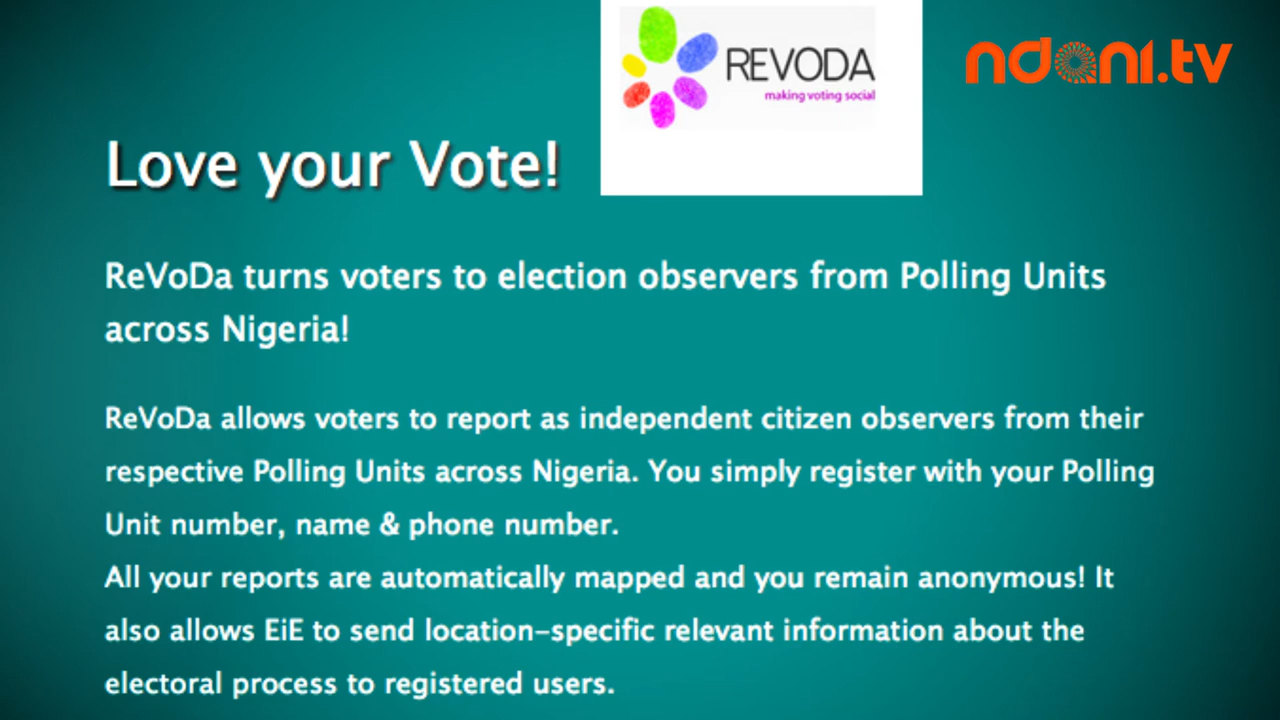 REVODA
making voting social
ndani.tv
Love your Vote!
ReVoDa turns voters to election observers from Polling Units
across Nigeria!
ReVoDa allows voters to report as independent citizen observers from their
respective Polling Units across Nigeria. You simply register with your Polling
Unit number, name & phone number.
All your reports are automatically mapped and you remain anonymous! It
also allows EiE to send location-specific relevant information about the
electoral process to registered users.